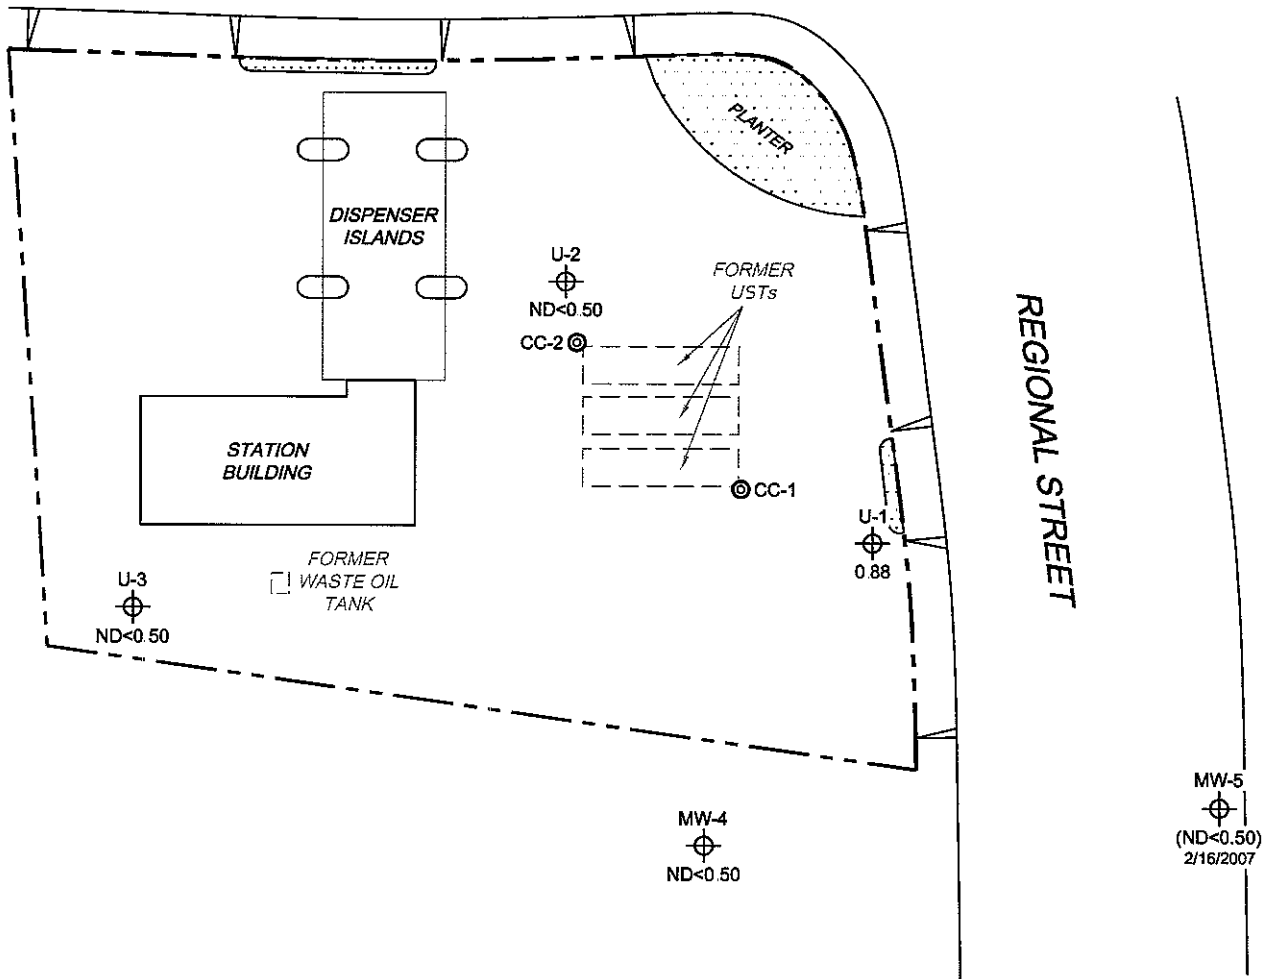 PLANTER
DISPENSER
ISLANDS
U-2
ND<0.50
FORMER
USTs
CC-2
REGIONAL STREET
STATION
BUILDING
CC-1
U-1
0.88
FORMER
WASTE OIL
TANK
U-3
ND<0.50
MW-4
ND<0.50
MW-5
(ND<0.50)
2/16/2007